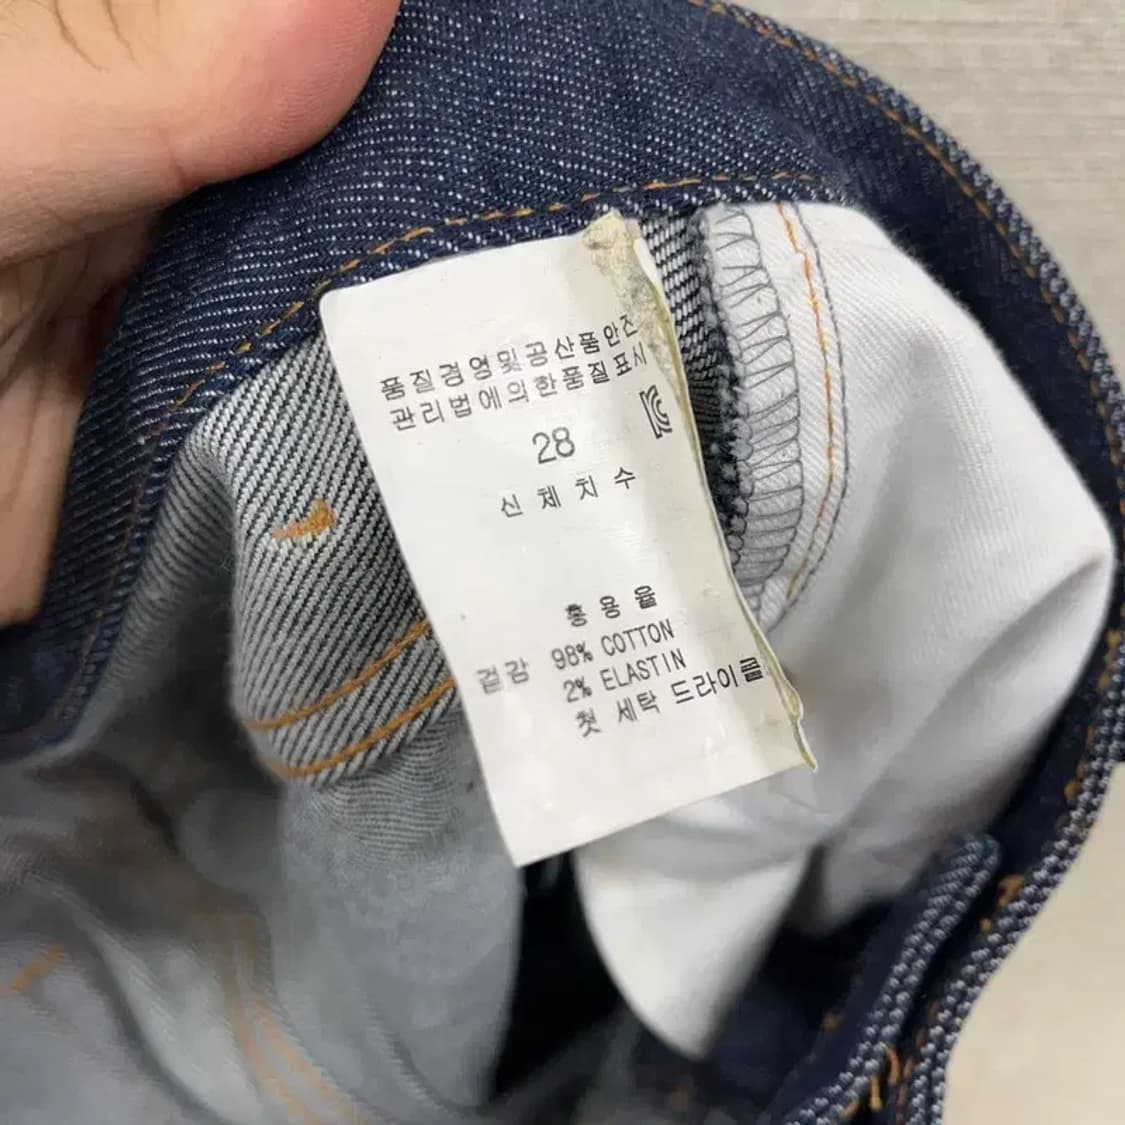 품질경영및공산품안전
관리법에의한품질표시
28
신체치수
혼용율
겉감 98% COTTON
2% ELASTIN
첫 세탁 드라이클